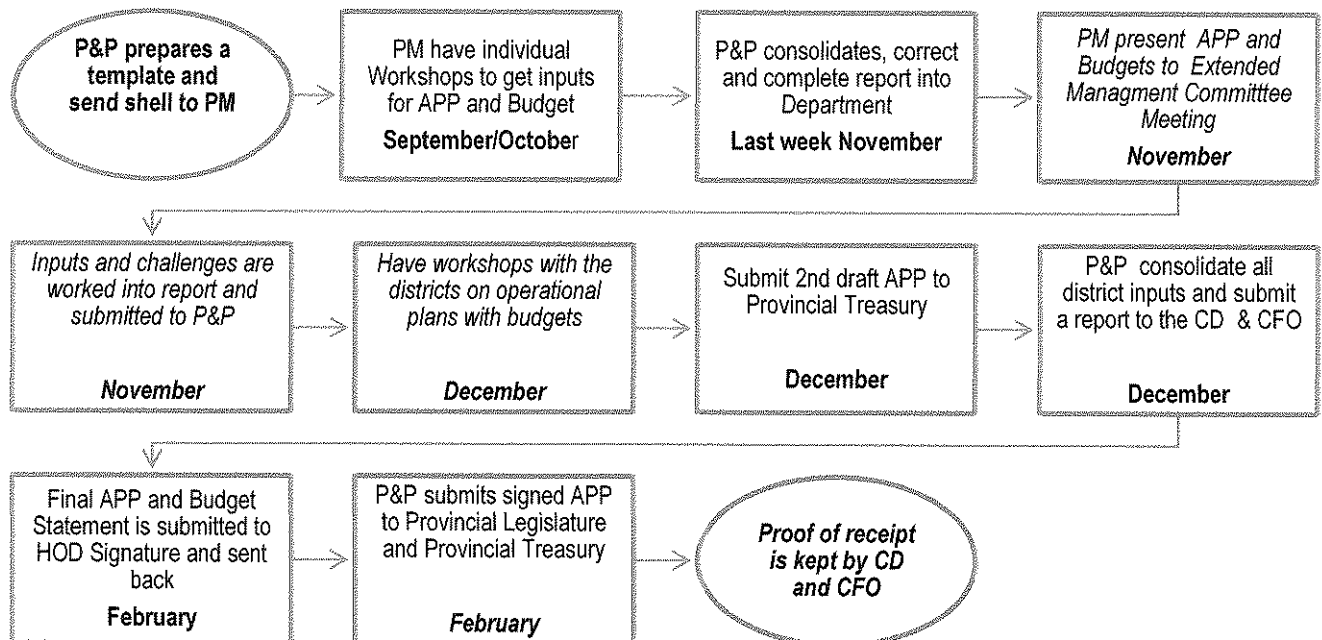 P&P prepares a
template and
send shell to PM
PM have individual
Workshops to get inputs
for APP and Budget
September/October
P&P consolidates, correct
and complete report into
Department
Last week November
PM present APP and
Budgets to Extended
Managment Committtee
Meeting
November
Inputs and challenges are
worked into report and
submitted to P&P
November
Have workshops with the
districts on operational
plans with budgets
December
Submit 2nd draft APP to
Provincial Treasury
December
P&P consolidate all
district inputs and submit
a report to the CD & CFO
December
Final APP and Budget
Statement is submitted to
HOD Signature and sent
back
February
P&P submits signed APP
to Provincial Legislature
and Provincial Treasury
February
Proof of receipt
is kept by CD
and CFO